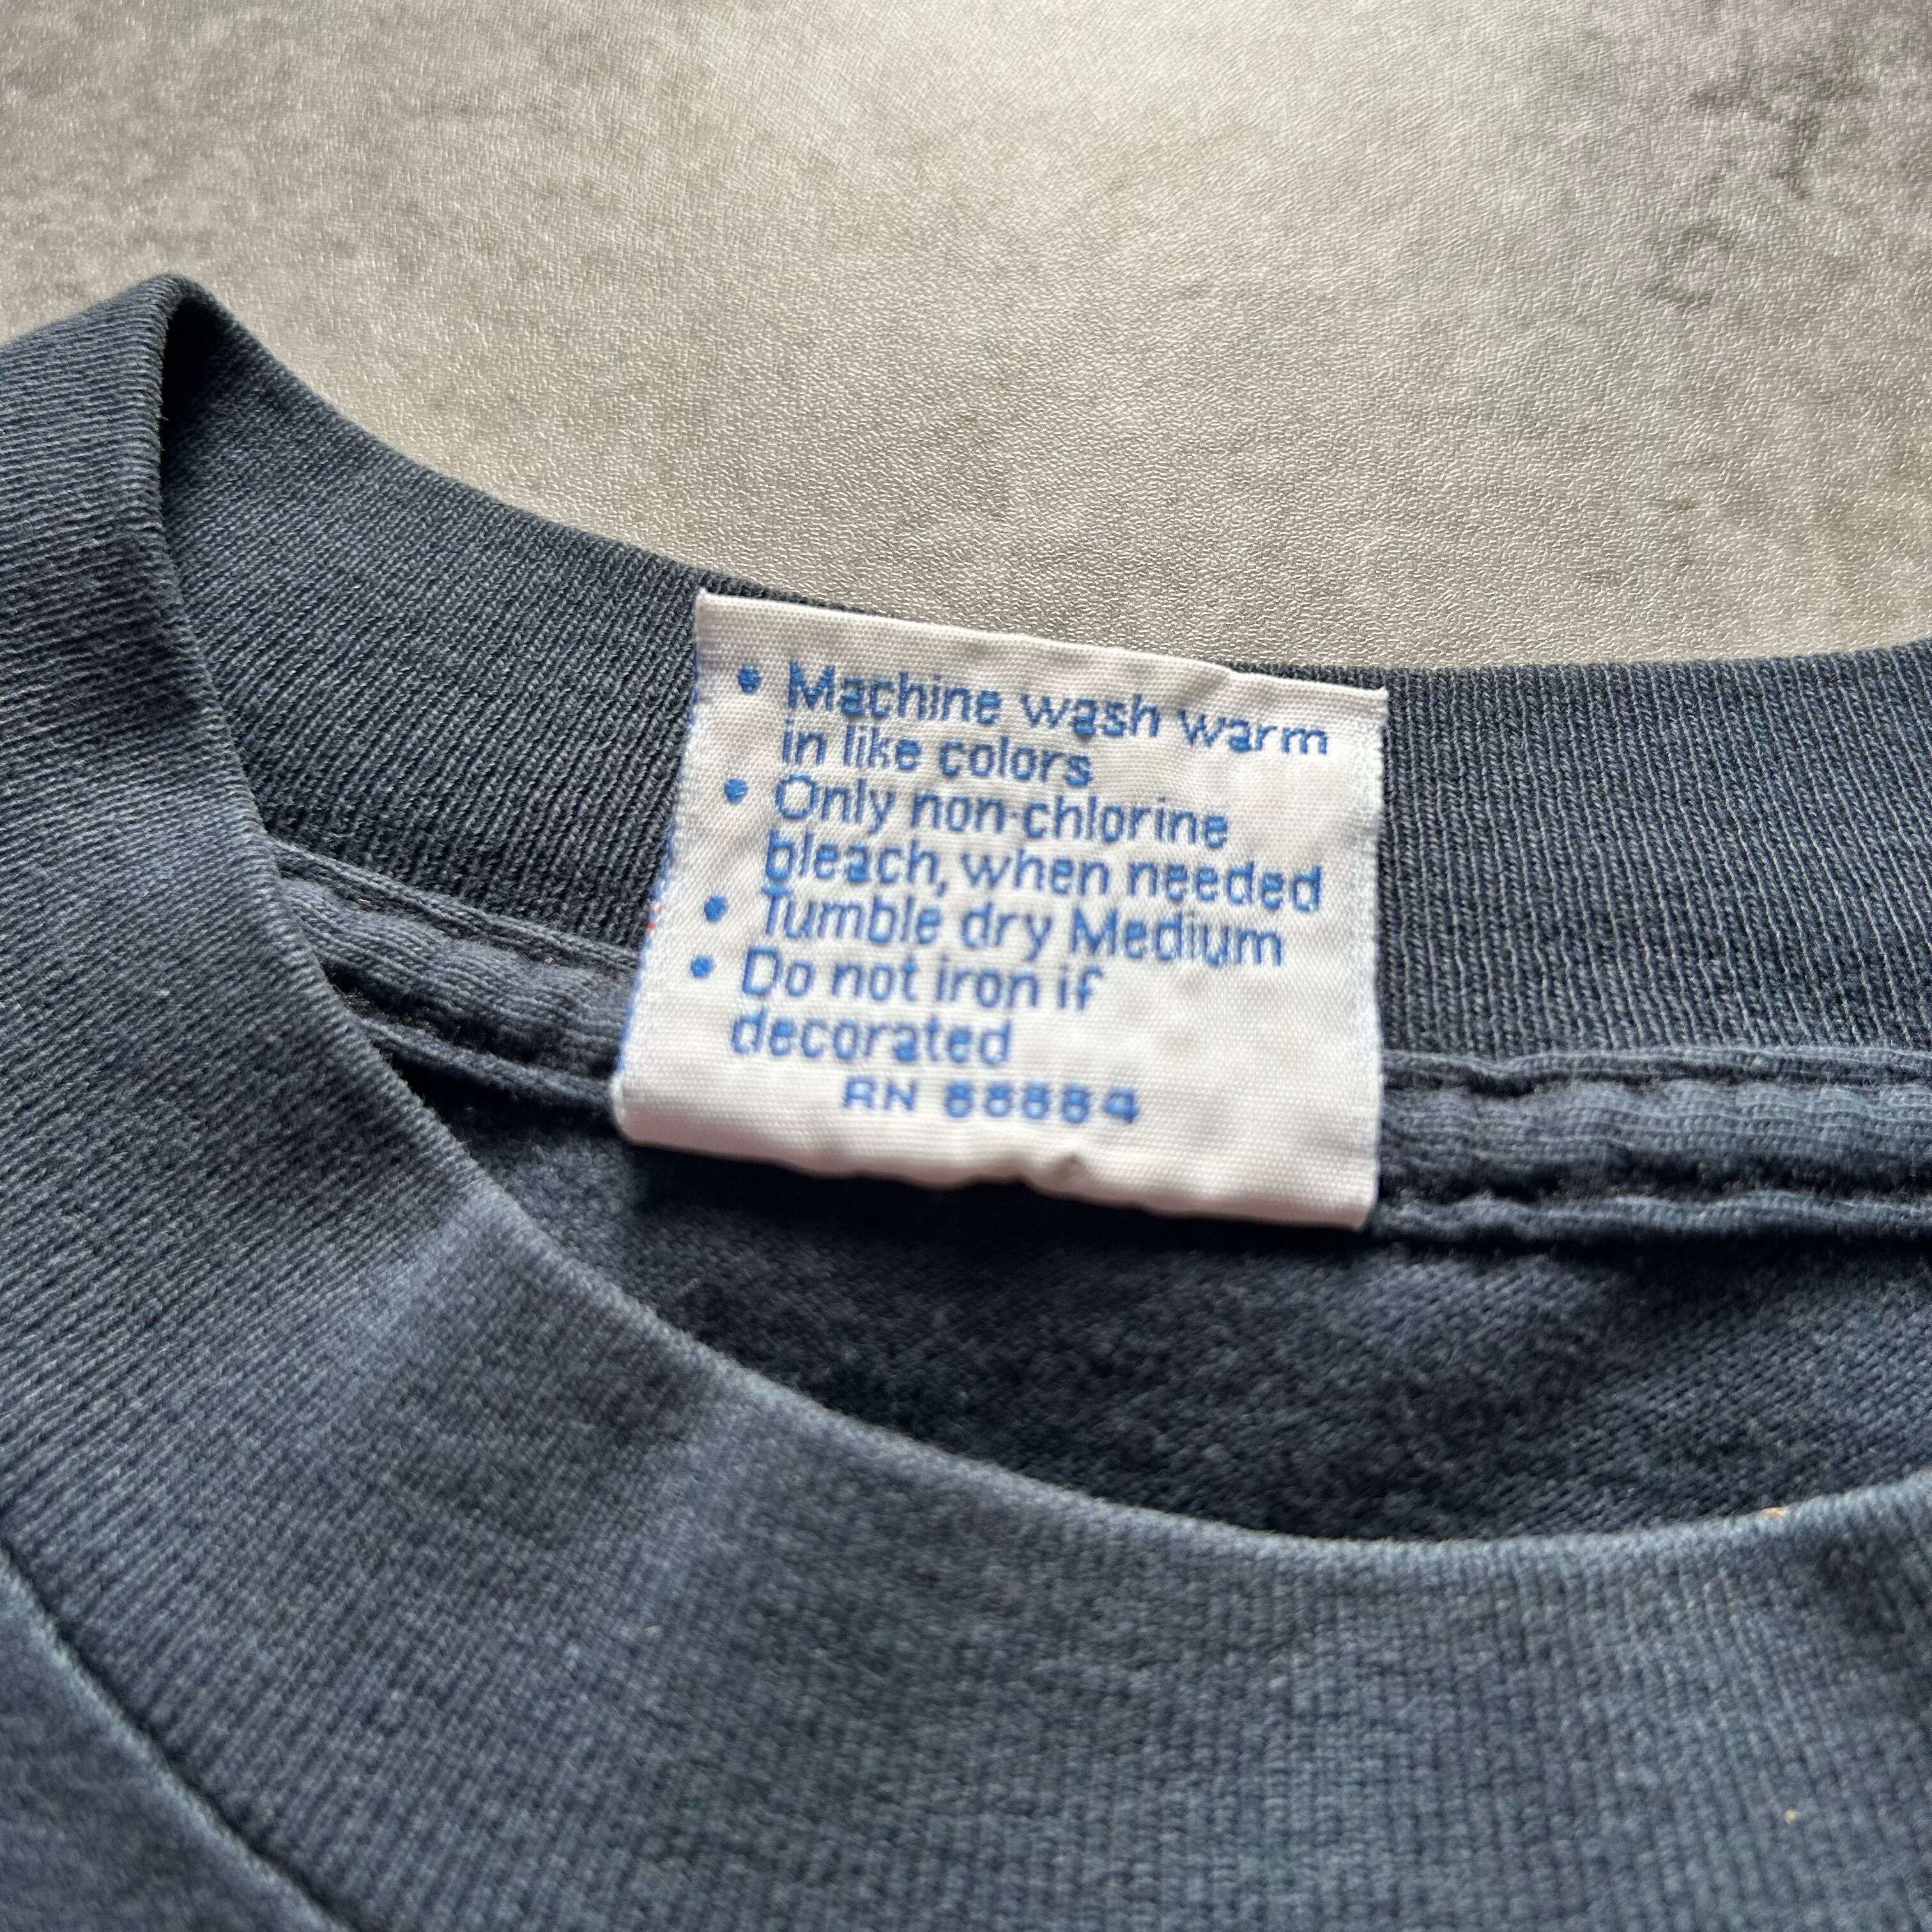 • Machine wash warm
in like colors
• Only non-chlorine
bleach, when needed
• Tumble dry Medium
• Do not iron if
decorated
RN 88884